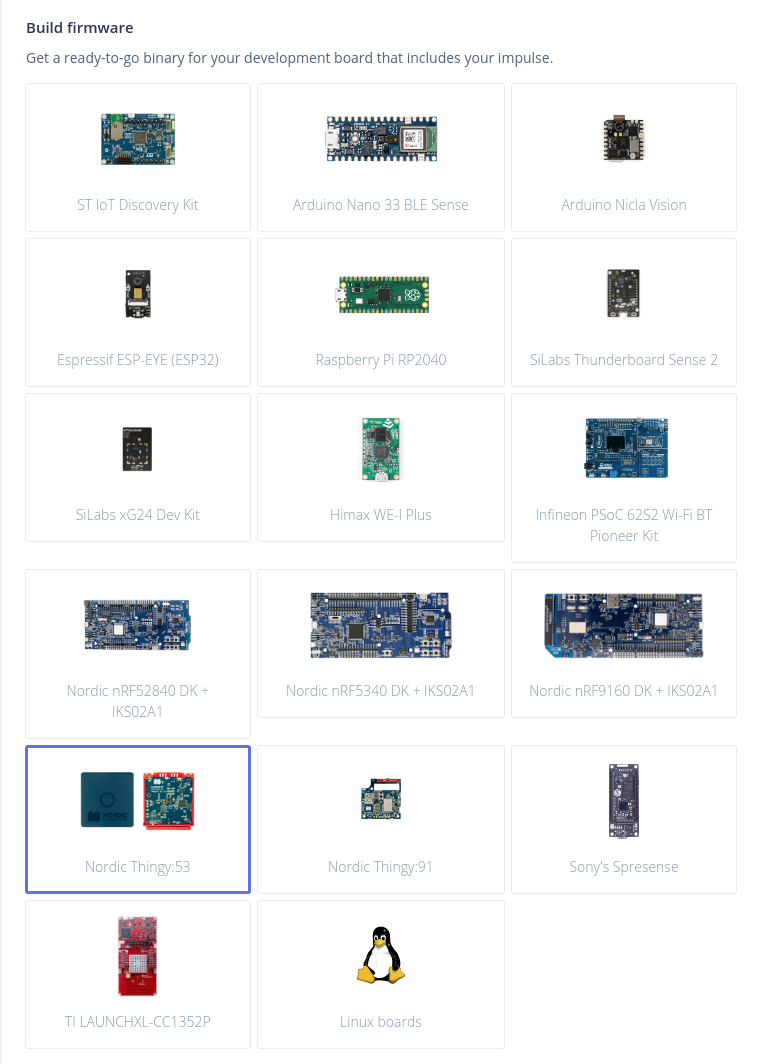 Build firmware
Get a ready-to-go binary for your development board that includes your impulse.
ST IoT Discovery Kit
Arduino Nano 33 BLE Sense
Arduino Nicla Vision
Espressif ESP-EYE (ESP32)
Raspberry Pi RP2040
SiLabs Thunderboard Sense 2
SiLabs xG24 Dev Kit
Himax WE-I Plus
Infineon PSoC 62S2 Wi-Fi BT
Pioneer Kit
Nordic nRF52840 DK +
IKS02A1
Nordic nRF5340 DK + IKS02A1
Nordic nRF9160 DK + IKS02A1
NORDIC
Nordic Thingy:53
Nordic Thingy:91
SONY
Sony's Spresense
TI LAUNCHXL-CC1352P
Linux boards